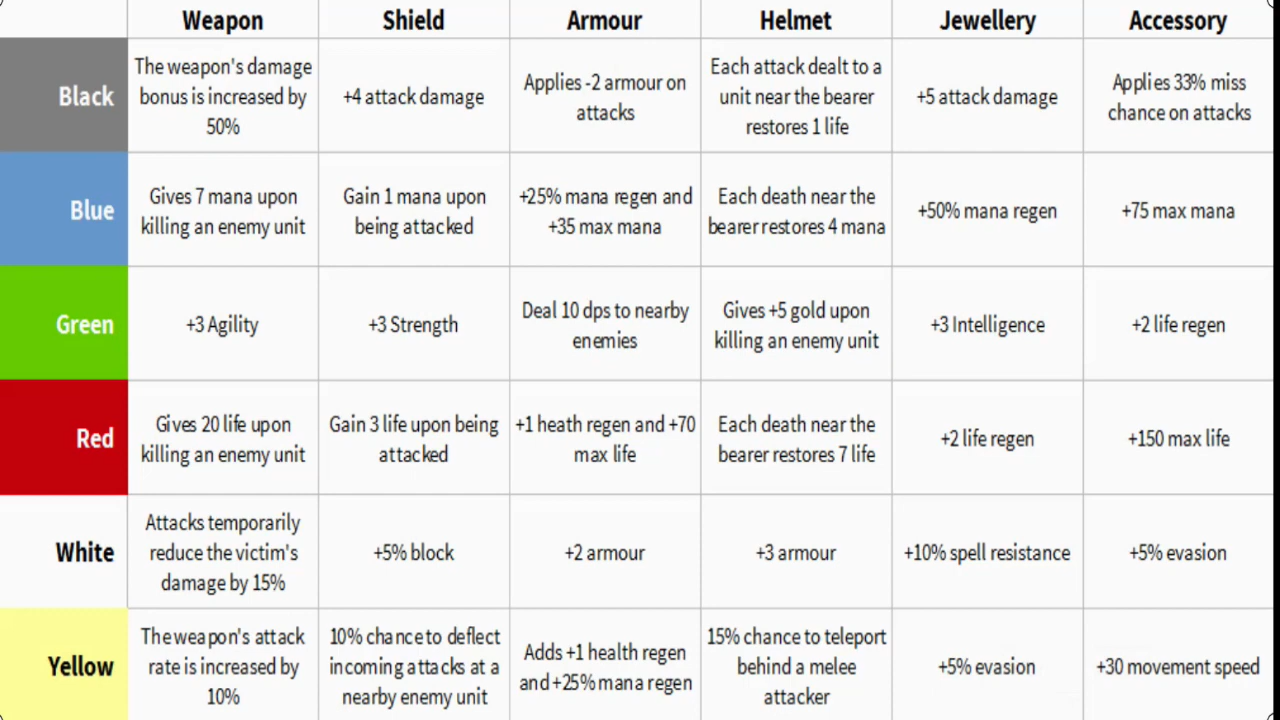 Weapon Shield Armour Helmet Jewellery Accessory
Black
The weapon's damage
bonus is increased by
50%
+4 attack damage
Applies -2 armour on
attacks
Each attack dealt to a
unit near the bearer
restores 1 life
+5 attack damage
Applies 33% miss
chance on attacks
Blue
Gives 7 mana upon
killing an enemy unit
Gain 1 mana upon
being attacked
+25% mana regen and
+35 max mana
Each death near the
bearer restores 4 mana
+50% mana regen
+75 max mana
Green
+3 Agility
+3 Strength
Deal 10 dps to nearby
enemies
Gives +5 gold upon
killing an enemy unit
+3 Intelligence
+2 life regen
Red
Gives 20 life upon
killing an enemy unit
Gain 3 life upon being
attacked
+1 heath regen and +70
max life
Each death near the
bearer restores 7 life
+2 life regen
+150 max life
White
Attacks temporarily
reduce the victim's
damage by 15%
+5% block
+2 armour
+3 armour
+10% spell resistance
+5% evasion
Yellow
The weapon's attack
rate is increased by
10%
10% chance to deflect
incoming attacks at a
nearby enemy unit
Adds +1 health regen
and +25% mana regen
15% chance to teleport
behind a melee
attacker
+5% evasion
+30 movement speed